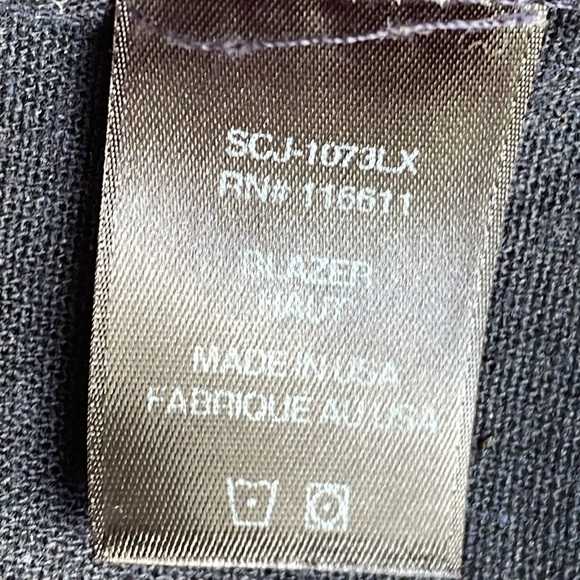 SCJ-1073LX
RN# 116611
BLAZER
HAUT
MADE IN USA
FABRIQUE AU USA